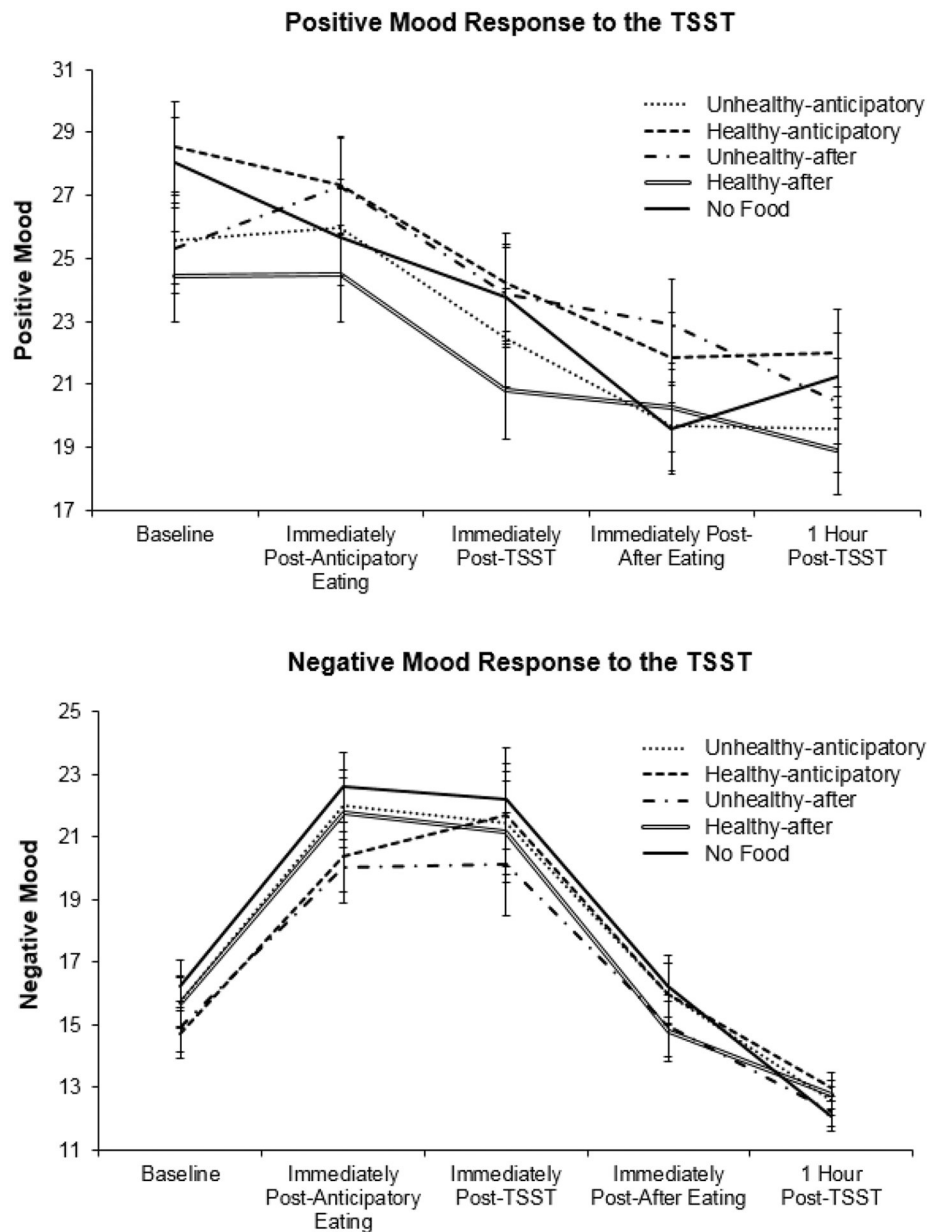 Positive Mood Response to the TSST
31
29
27
25
23
21
19
17
Positive Mood
Unhealthy-anticipatory
Healthy-anticipatory
Unhealthy-after
Healthy-after
No Food
Baseline
Immediately
Post-Anticipatory
Eating
Immediately
Post-TSST
Immediately Post-
After Eating
1 Hour
Post-TSST
Negative Mood Response to the TSST
25
23
21
19
17
15
13
11
Negative Mood
Unhealthy-anticipatory
Healthy-anticipatory
Unhealthy-after
Healthy-after
No Food
Baseline
Immediately
Post-Anticipatory
Eating
Immediately
Post-TSST
Immediately
Post-After Eating
1 Hour
Post-TSST